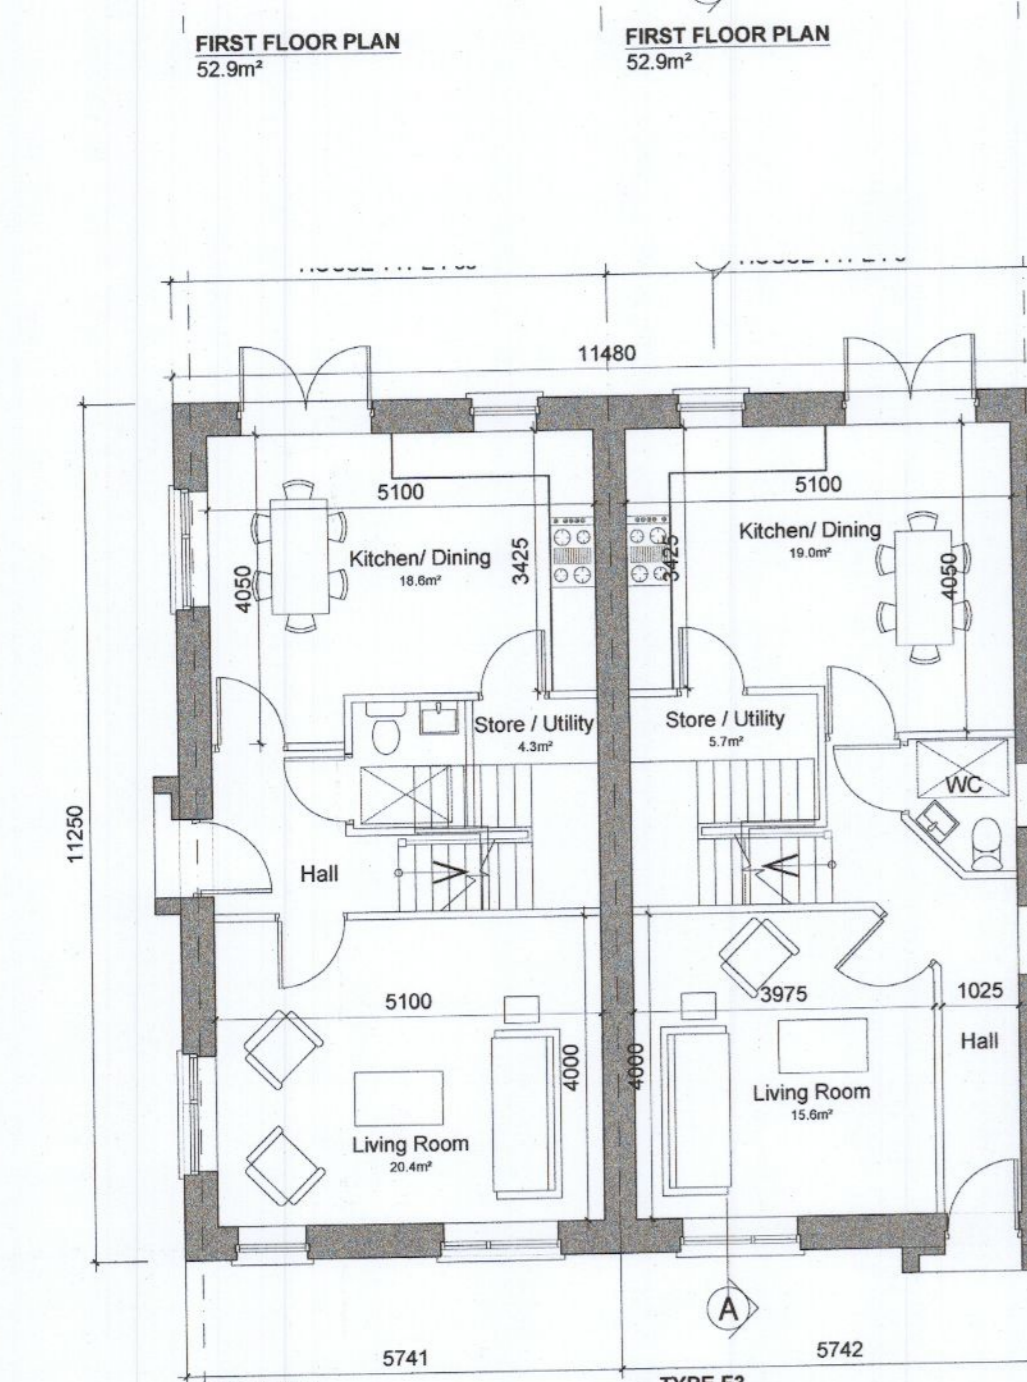 FIRST FLOOR PLAN
52.9m²
FIRST FLOOR PLAN
52.9m²
11480
5100
Kitchen/ Dining
18.6m²
3425
4050
5100
Kitchen/ Dining
19.0m²
3425
4050
Store / Utility
4.3m²
Store / Utility
5.7m²
WC
11250
Hall
5100
4000
Living Room
20.4m²
3975
1025
Hall
4000
Living Room
15.6m²
A
5741
5742